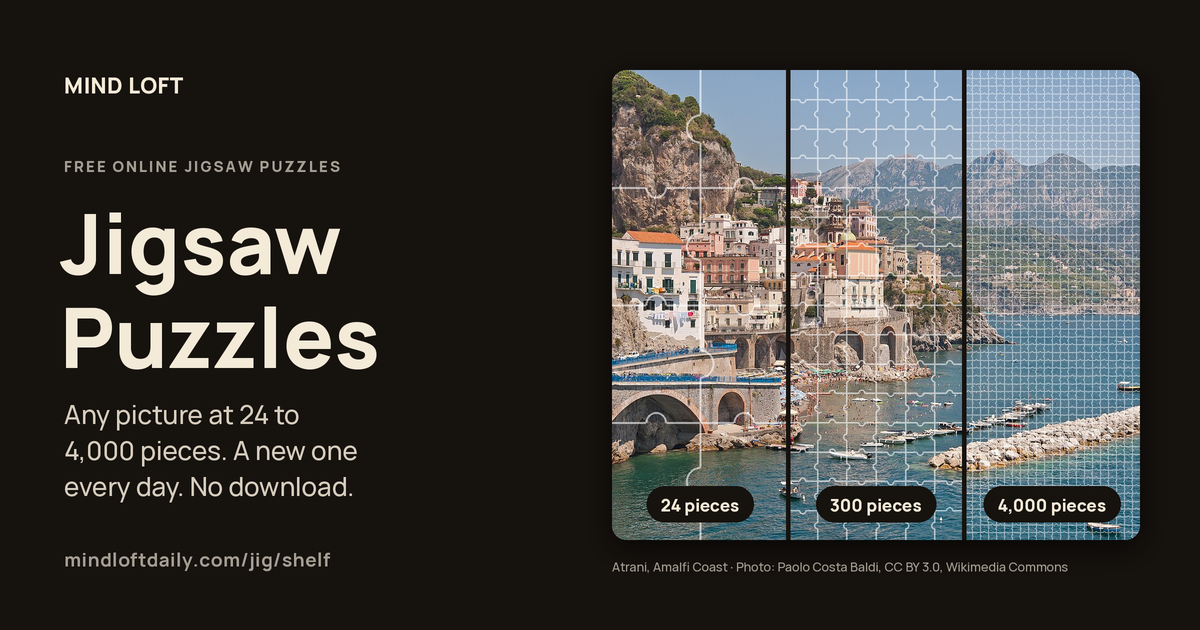 MIND LOFT
FREE ONLINE JIGSAW PUZZLES
Jigsaw
Puzzles
Any picture at 24 to
4,000 pieces. A new one
every day. No download.
mindloftdaily.com/jig/shelf
24 pieces
300 pieces
4,000 pieces
Atrani, Amalfi Coast · Photo: Paolo Costa Baldi, CC BY 3.0, Wikimedia Commons